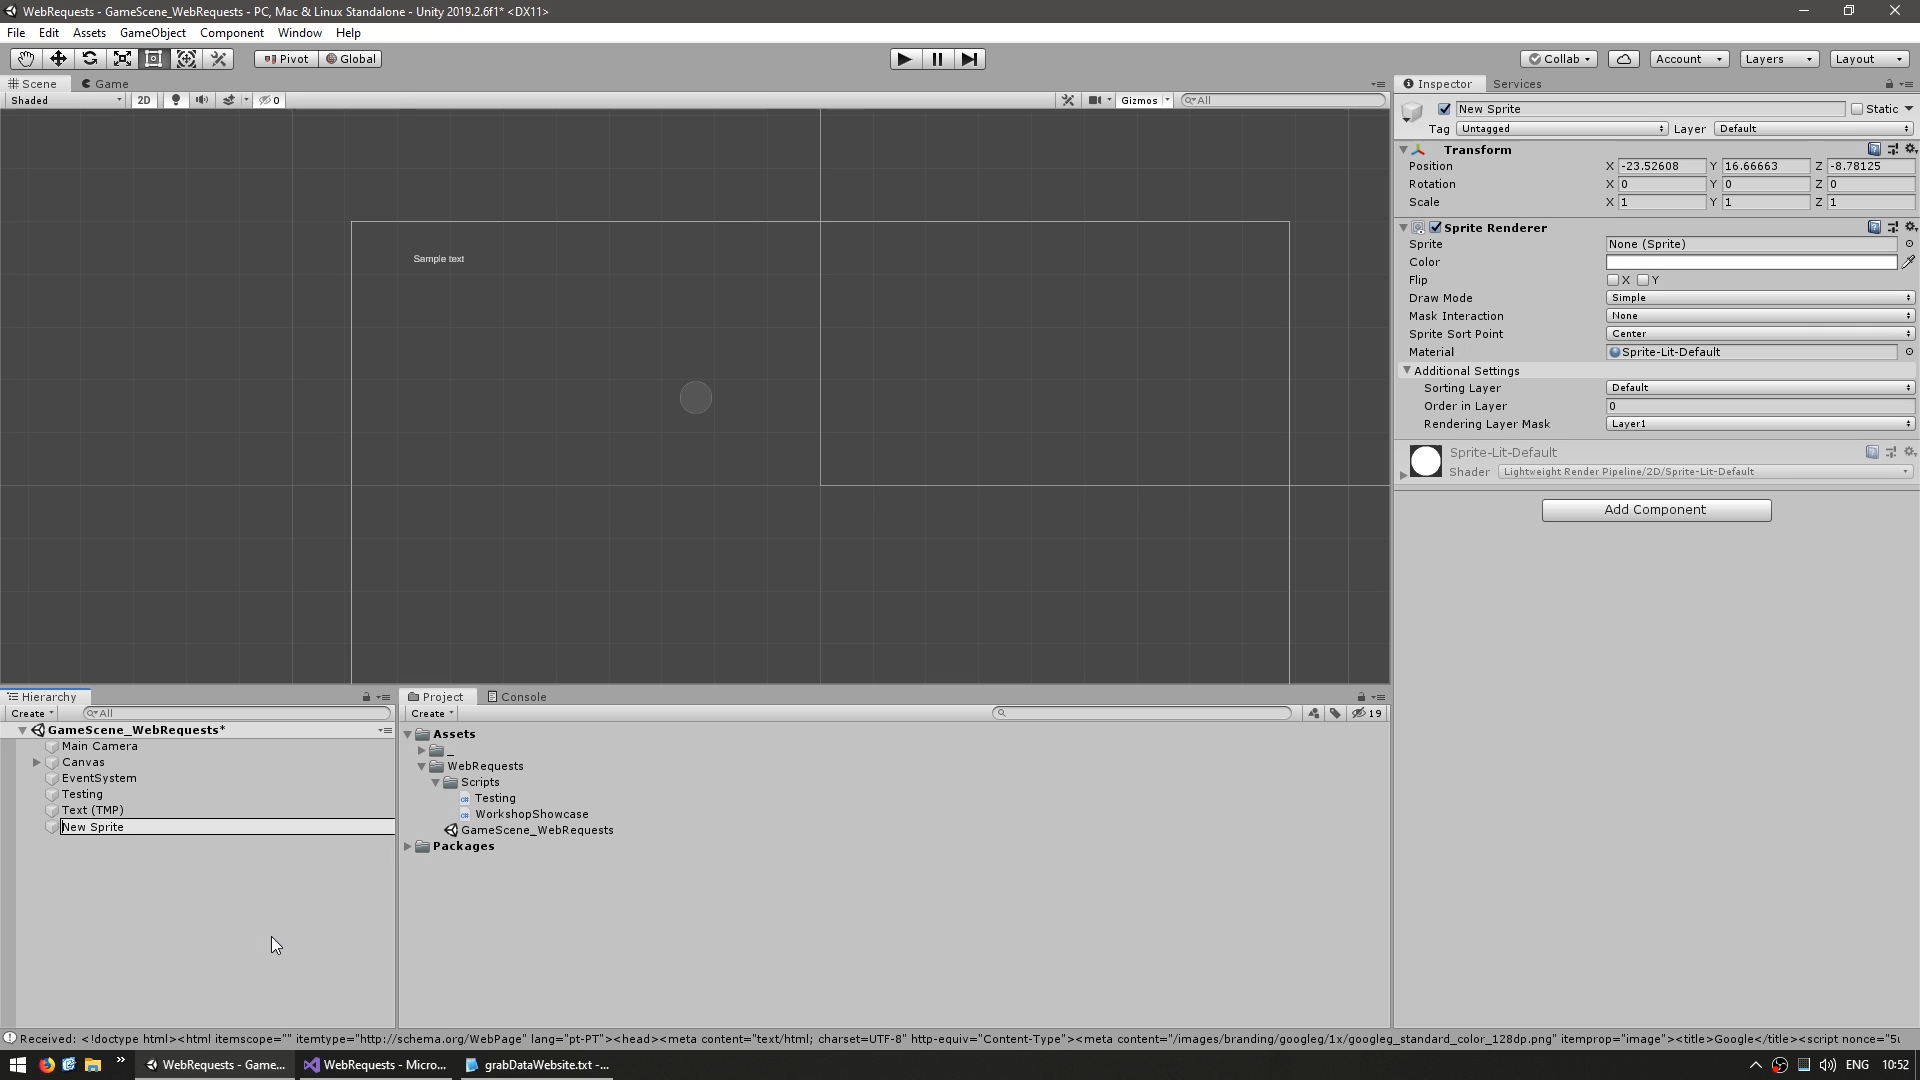 WebRequests - GameScene_WebRequests - PC, Mac & Linux Standalone - Unity 2019.2.6f1* <DX11>
File Edit Assets GameObject Component Window Help
Pivot Global
Collab Account Layers Layout
Scene Game
Inspector Services
Shaded 2D 0 Gizmos All
New Sprite Static
Tag Untagged Layer Default
Transform
Position X -23.52608 Y 16.66663 Z -8.78125
Rotation X 0 Y 0 Z 0
Scale X 1 Y 1 Z 1
Sprite Renderer
Sprite None (Sprite)
Color
Flip X Y
Draw Mode Simple
Mask Interaction None
Sprite Sort Point Center
Material Sprite-Lit-Default
Additional Settings
Sorting Layer Default
Order in Layer 0
Rendering Layer Mask Layer1
Sprite-Lit-Default
Shader Lightweight Render Pipeline/2D/Sprite-Lit-Default
Add Component
Sample text
Hierarchy
Create All
GameScene_WebRequests*
Main Camera
Canvas
EventSystem
Testing
Text (TMP)
New Sprite
Project Console
Create 19
Assets
_
WebRequests
Scripts
Testing
WorkshopShowcase
GameScene_WebRequests
Packages
Received: <!doctype html><html itemscope="" itemtype="http://schema.org/WebPage" lang="pt-PT"><head><meta content="text/html; charset=UTF-8" http-equiv="Content-Type"><meta content="/images/branding/googleg/1x/googleg_standard_color_128dp.png" itemprop="image"><title>Google</title><script nonce="5u
WebRequests - Game... WebRequests - Micro... grabDataWebsite.txt -... ENG 10:52